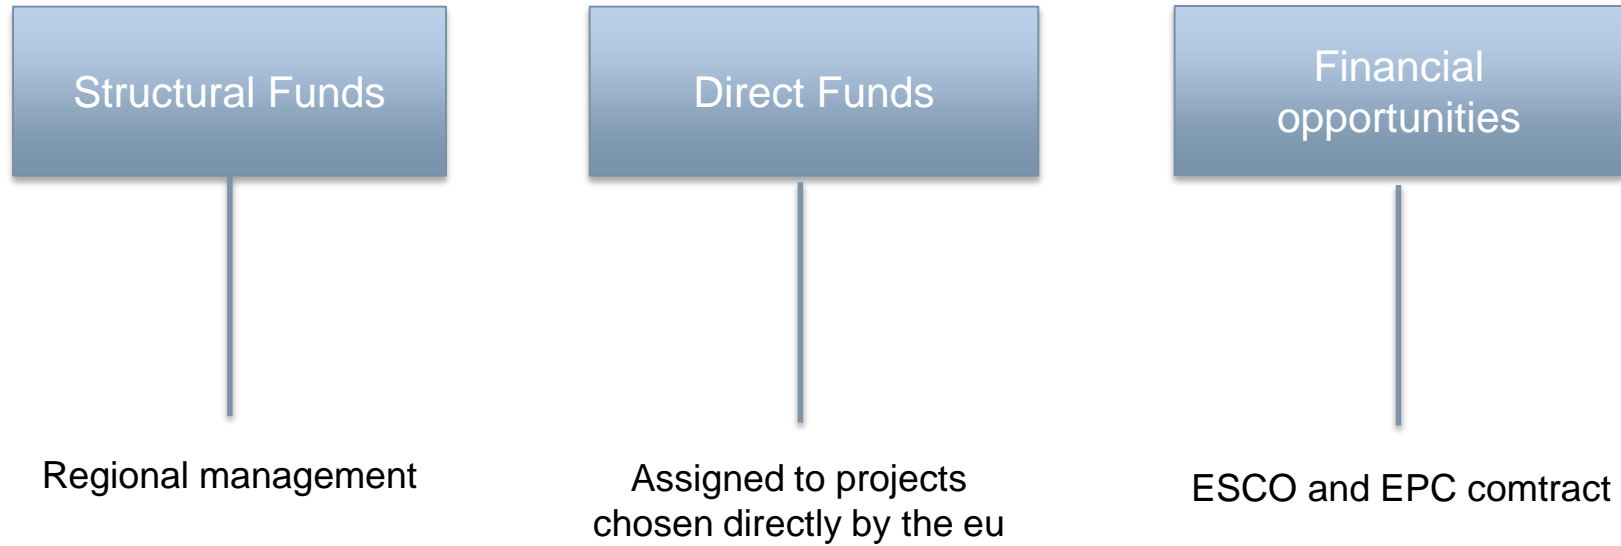 Structural Funds
Direct Funds
Financial
opportunities
Regional management
Assigned to projects
chosen directly by the eu
ESCO and EPC comtract